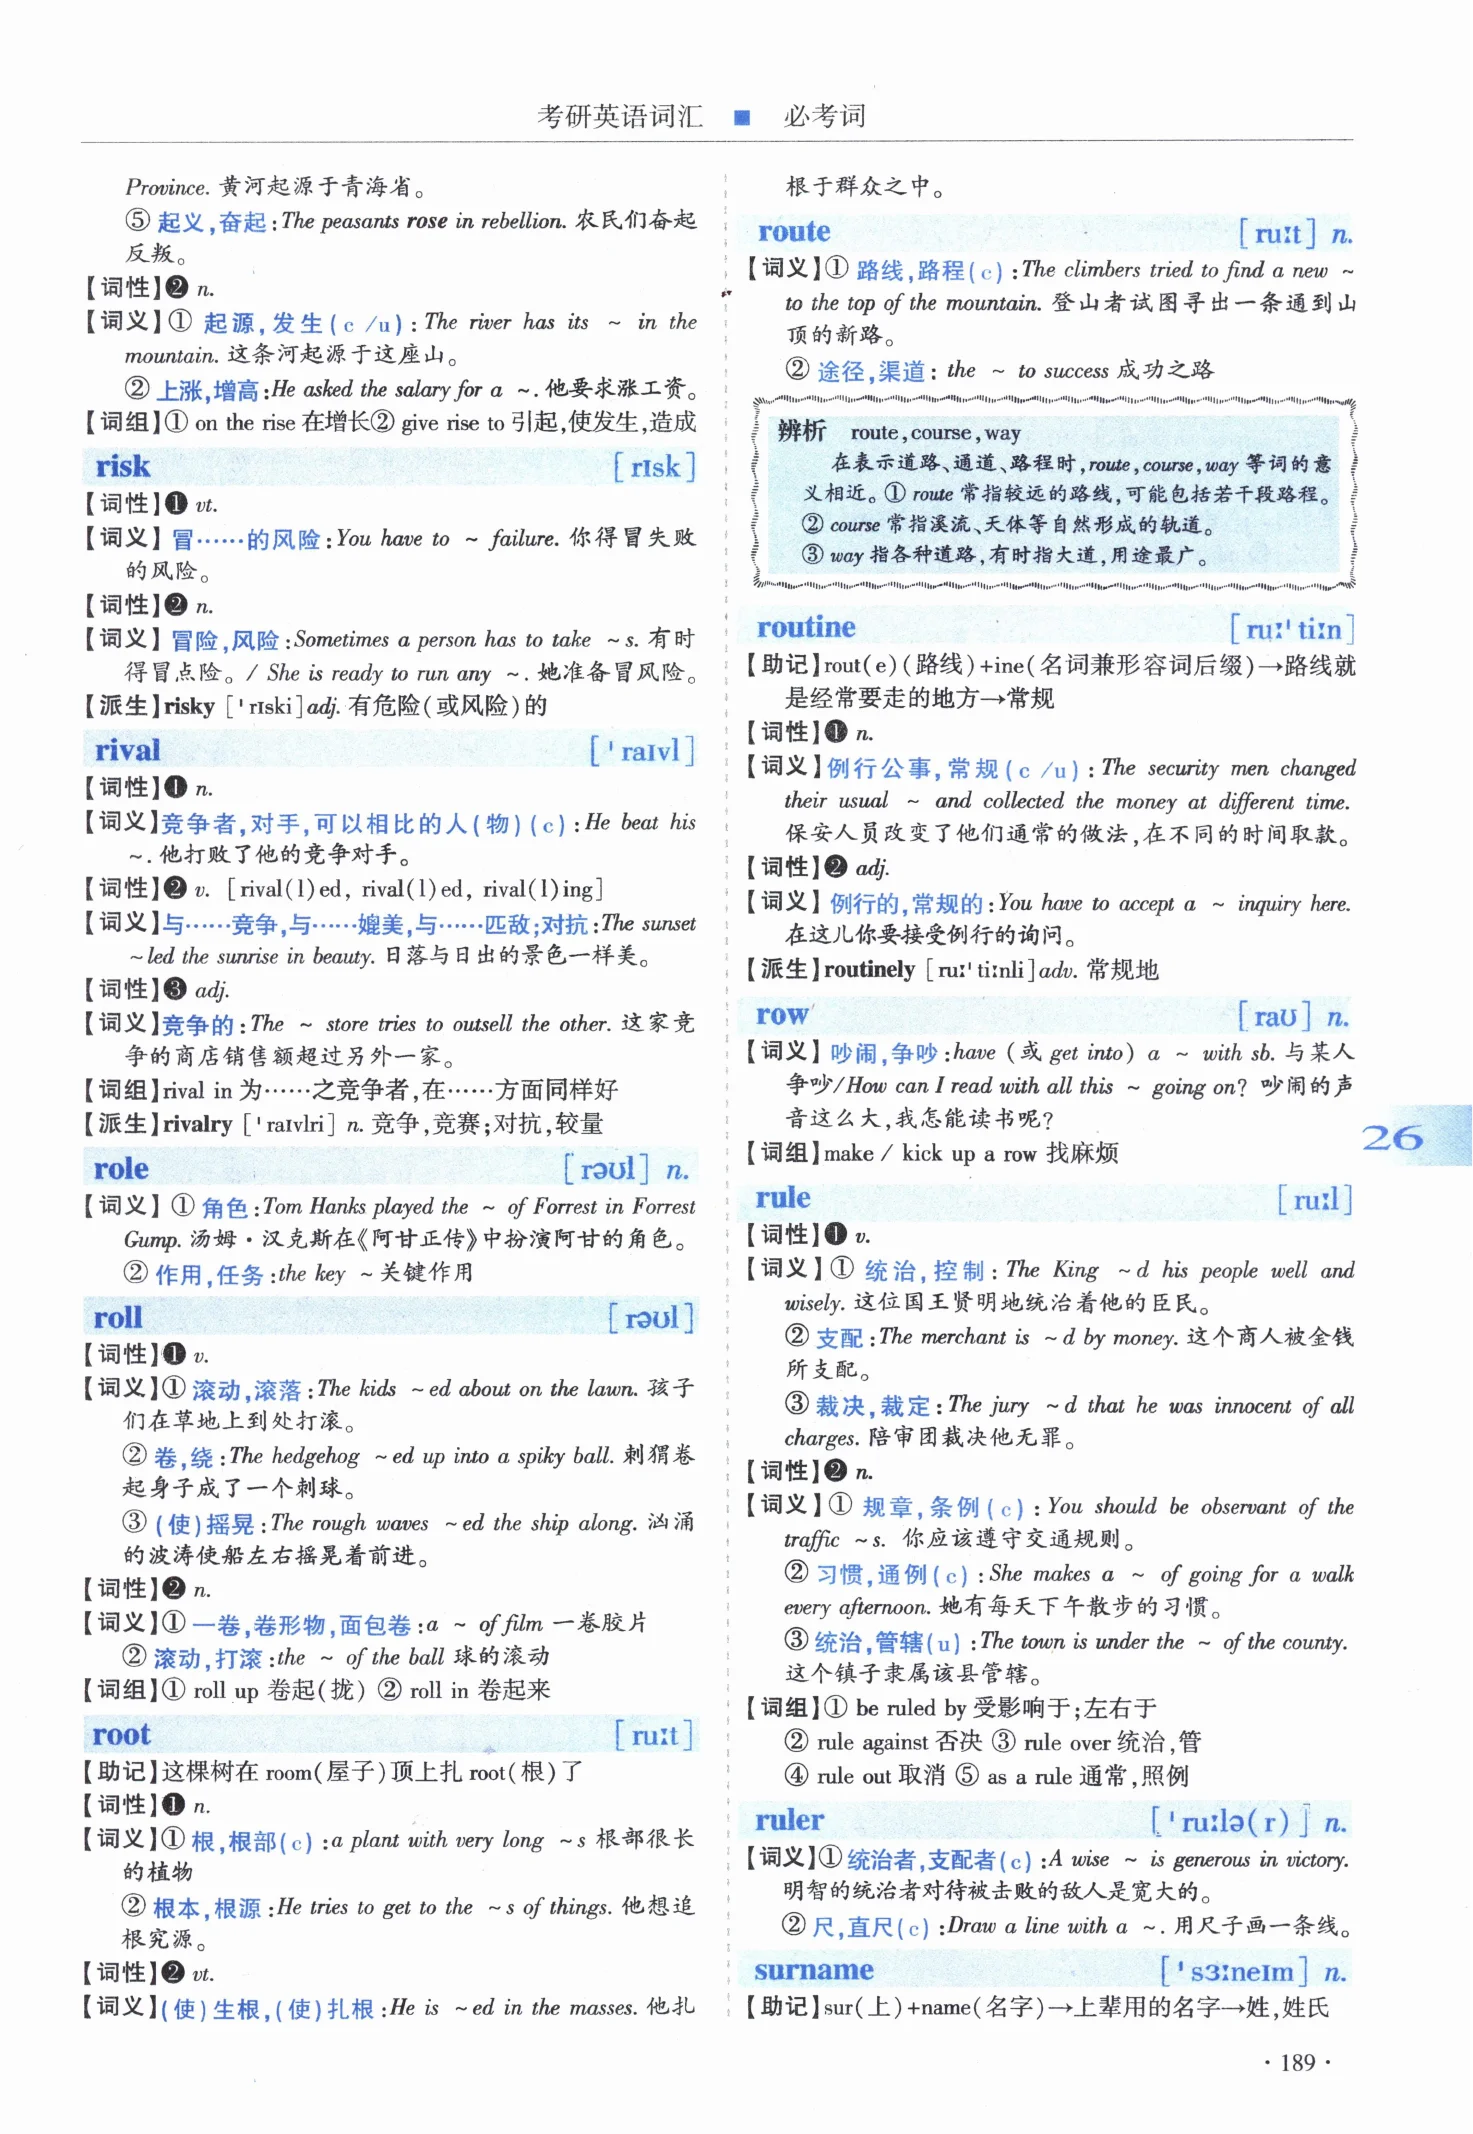 考研英语词汇 ■ 必考词
Province. 黄河起源于青海省。
⑤ 起义,奋起:The peasants rose in rebellion. 农民们奋起
反叛。
【词性】❷ n.
【词义】① 起源,发生(c /u):The river has its ~ in the
mountain. 这条河起源于这座山。
② 上涨,增高:He asked the salary for a ~. 他要求涨工资。
【词组】① on the rise 在增长② give rise to 引起,使发生,造成
risk [rɪsk]
【词性】❶ vt.
【词义】冒……的风险:You have to ~ failure. 你得冒失败
的风险。
【词性】❷ n.
【词义】冒险,风险:Sometimes a person has to take ~s. 有时
得冒点险。/ She is ready to run any ~. 她准备冒风险。
【派生】risky [ˈrɪski] adj. 有危险(或风险)的
rival [ˈraɪvl]
【词性】❶ n.
【词义】竞争者,对手,可以相比的人(物)(c):He beat his
~. 他打败了他的竞争对手。
【词性】❷ v. [rival(l)ed, rival(l)ed, rival(l)ing]
【词义】与……竞争,与……媲美,与……匹敌;对抗:The sunset
~led the sunrise in beauty. 日落与日出的景色一样美。
【词性】❸ adj.
【词义】竞争的:The ~ store tries to outsell the other. 这家竞
争的商店销售额超过另外一家。
【词组】rival in 为……之竞争者,在……方面同样好
【派生】rivalry [ˈraɪvlri] n. 竞争,竞赛;对抗,较量
role [rəʊl] n.
【词义】① 角色:Tom Hanks played the ~ of Forrest in Forrest
Gump. 汤姆·汉克斯在《阿甘正传》中扮演阿甘的角色。
② 作用,任务:the key ~ 关键作用
roll [rəʊl]
【词性】❶ v.
【词义】① 滚动,滚落:The kids ~ed about on the lawn. 孩子
们在草地上到处打滚。
② 卷,绕:The hedgehog ~ed up into a spiky ball. 刺猬卷
起身子成了一个刺球。
③ (使)摇晃:The rough waves ~ed the ship along. 汹涌
的波涛使船左右摇晃着前进。
【词性】❷ n.
【词义】① 一卷,卷形物,面包卷:a ~ of film 一卷胶片
② 滚动,打滚:the ~ of the ball 球的滚动
【词组】① roll up 卷起(拢) ② roll in 卷起来
root [ruːt]
【助记】这棵树在 room(屋子)顶上扎 root(根)了
【词性】❶ n.
【词义】① 根,根部(c):a plant with very long ~s 根部很长
的植物
② 根本,根源:He tries to get to the ~s of things. 他想追
根究源。
【词性】❷ vt.
【词义】(使)生根,(使)扎根:He is ~ed in the masses. 他扎
根于群众之中。
route [ruːt] n.
【词义】① 路线,路程(c):The climbers tried to find a new ~
to the top of the mountain. 登山者试图寻出一条通到山
顶的新路。
② 途径,渠道:the ~ to success 成功之路
辨析 route,course,way
在表示道路、通道、路程时,route,course,way 等词的意
义相近。① route 常指较远的路线,可能包括若干段路程。
② course 常指溪流、天体等自然形成的轨道。
③ way 指各种道路,有时指大道,用途最广。
routine [ruːˈtiːn]
【助记】rout(e)(路线)+ine(名词兼形容词后缀)→路线就
是经常要走的地方→常规
【词性】❶ n.
【词义】例行公事,常规(c /u):The security men changed
their usual ~ and collected the money at different time.
保安人员改变了他们通常的做法,在不同的时间取款。
【词性】❷ adj.
【词义】例行的,常规的:You have to accept a ~ inquiry here.
在这儿你要接受例行的询问。
【派生】routinely [ruːˈtiːnli] adv. 常规地
row [raʊ] n.
【词义】吵闹,争吵:have (或 get into) a ~ with sb. 与某人
争吵/How can I read with all this ~ going on? 吵闹的声
音这么大,我怎能读书呢?
【词组】make / kick up a row 找麻烦
rule [ruːl]
【词性】❶ v.
【词义】① 统治,控制:The King ~d his people well and
wisely. 这位国王贤明地统治着他的臣民。
② 支配:The merchant is ~d by money. 这个商人被金钱
所支配。
③ 裁决,裁定:The jury ~d that he was innocent of all
charges. 陪审团裁决他无罪。
【词性】❷ n.
【词义】① 规章,条例(c):You should be observant of the
traffic ~s. 你应该遵守交通规则。
② 习惯,通例(c):She makes a ~ of going for a walk
every afternoon. 她有每天下午散步的习惯。
③ 统治,管辖(u):The town is under the ~ of the county.
这个镇子隶属该县管辖。
【词组】① be ruled by 受影响于;左右于
② rule against 否决 ③ rule over 统治,管
④ rule out 取消 ⑤ as a rule 通常,照例
ruler [ˈruːlə(r)] n.
【词义】① 统治者,支配者(c):A wise ~ is generous in victory.
明智的统治者对待被击败的敌人是宽大的。
② 尺,直尺(c):Draw a line with a ~. 用尺子画一条线。
surname [ˈsɜːneɪm] n.
【助记】sur(上)+name(名字)→上辈用的名字→姓,姓氏
26
·189·